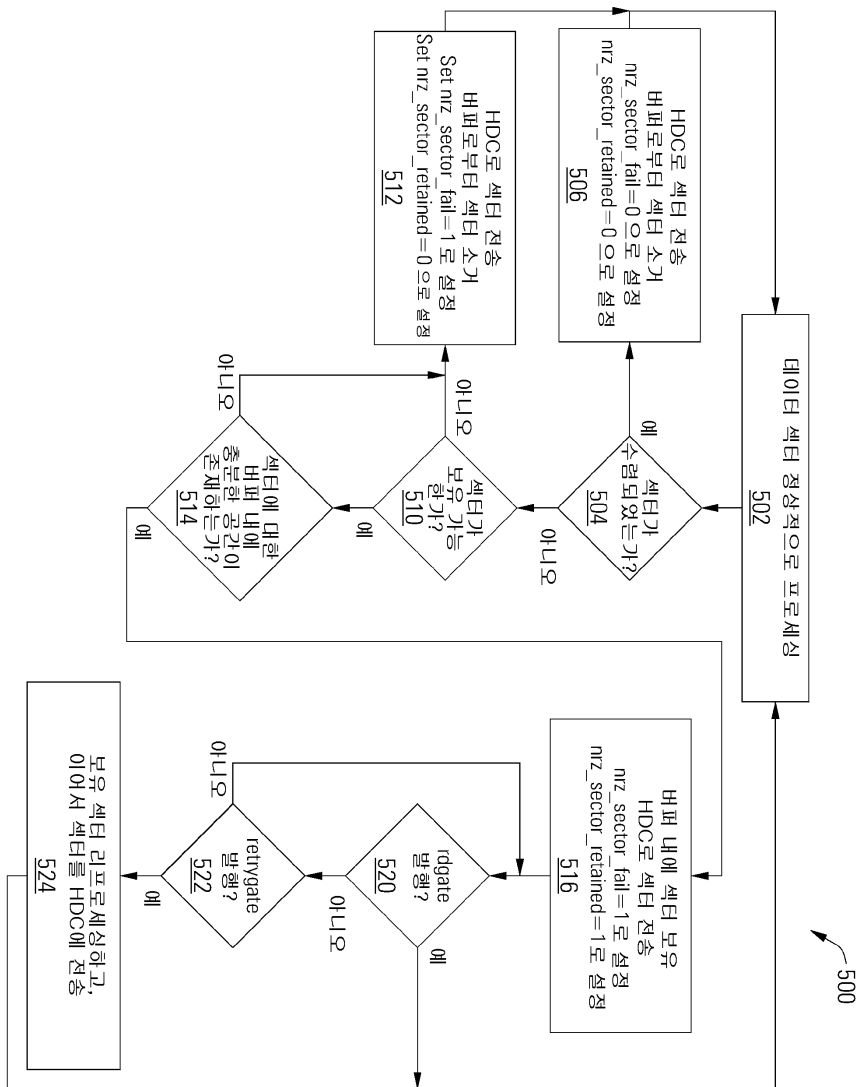 500
데이터 섹터 정상적으로 프로세싱
502
섹터가
수렴되었는가?
504
예
아니오
HDC로 섹터 전송
버퍼로부터 섹터 소거
nrz_sector_fail=0으로 설정
nrz_sector_retained=0으로 설정
506
섹터가
보유 가능
한가?
510
아니오
예
HDC로 섹터 전송
버퍼로부터 섹터 소거
Set nrz_sector_fail=1로 설정
Set nrz_sector_retained=0으로 설정
512
섹터에 대한
버퍼 내에
충분한 공간이
존재하는가?
514
아니오
예
버퍼 내에 섹터 보유
HDC로 섹터 전송
nrz_sector_fail=1로 설정
nrz_sector_retained=1로 설정
516
rdgate
발행?
520
예
아니오
retrygate
발행?
522
아니오
예
보유 섹터 리프로세싱하고,
이어서 섹터를 HDC에 전송
524